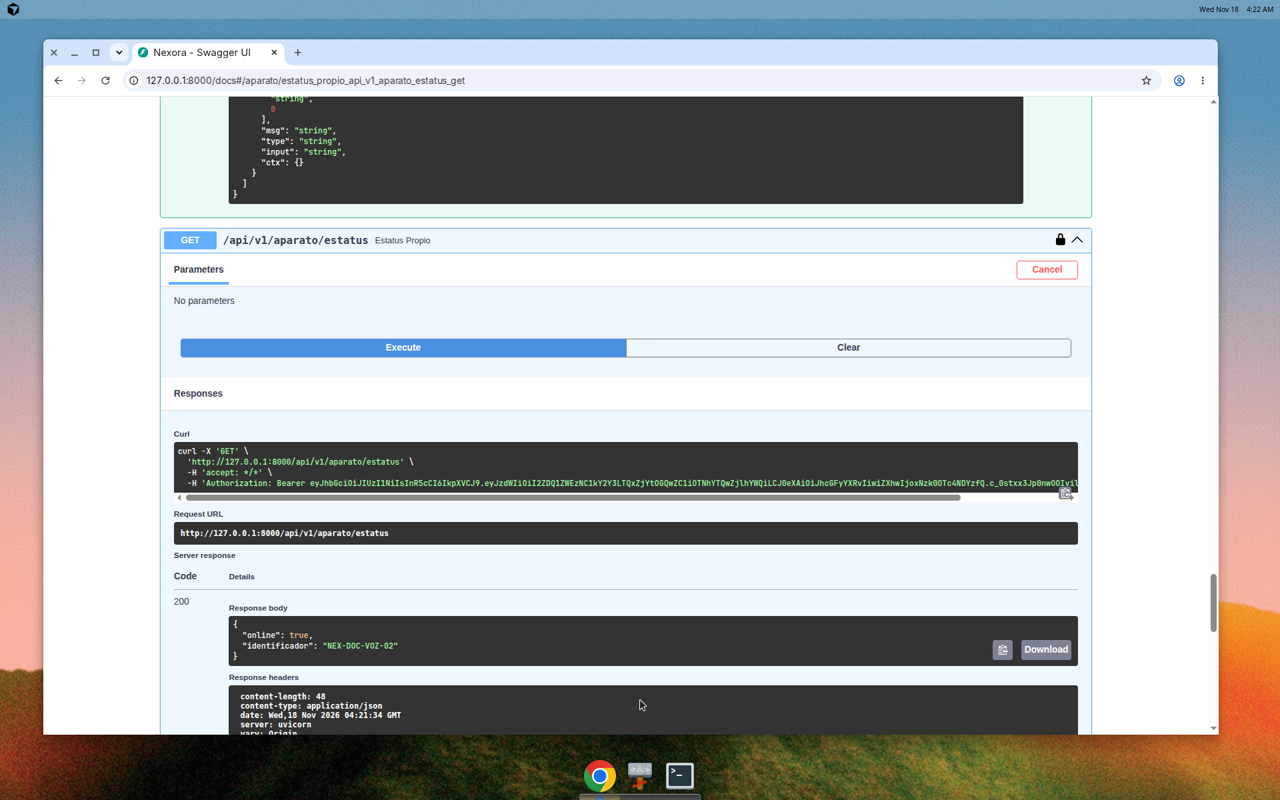 Wed Nov 18 4:22 AM
Nexora - Swagger UI
127.0.0.1:8000/docs#/aparato/estatus_propio_api_v1_aparato_estatus_get
"string",
0
],
"msg": "string",
"type": "string",
"input": "string",
"ctx": {}
}
]
}
GET /api/v1/aparato/estatus Estatus Propio
Parameters
Cancel
No parameters
Execute
Clear
Responses
Curl
curl -X 'GET' \
'http://127.0.0.1:8000/api/v1/aparato/estatus' \
-H 'accept: */*' \
-H 'Authorization: Bearer
Request URL
http://127.0.0.1:8000/api/v1/aparato/estatus
Server response
Code Details
200
Response body
{
"online": true,
"identificador": "NEX-DOC-VOZ-02"
}
Download
Response headers
content-length: 48
content-type: application/json
date: Wed,18 Nov 2026 04:21:34 GMT
server: uvicorn
vary: Origin